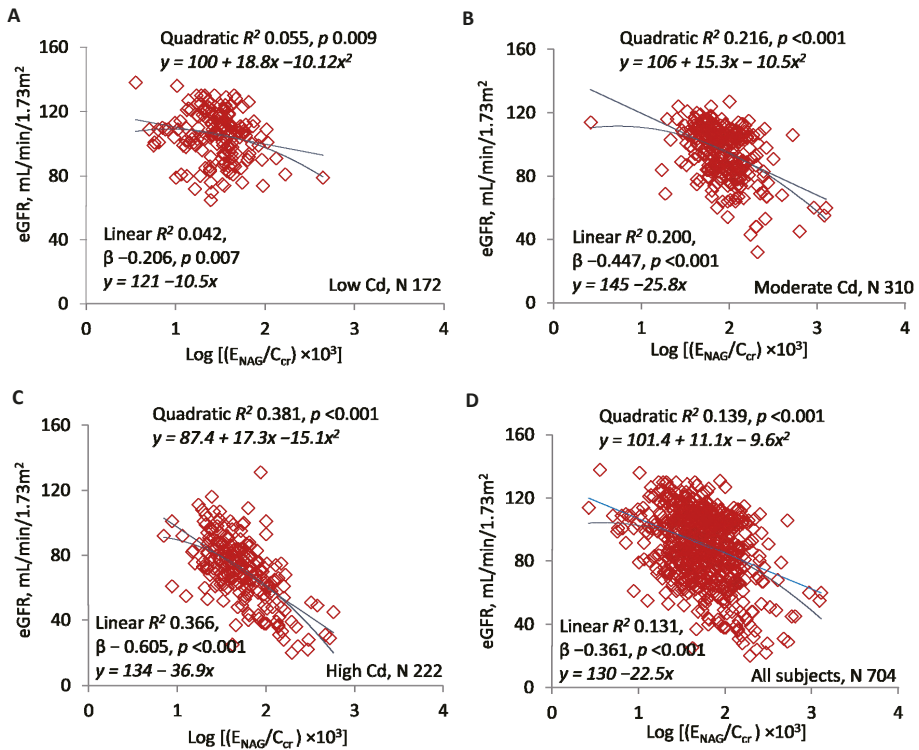 A
Quadratic R² 0.055, p 0.009
y = 100 + 18.8x −10.12x²
160
120
80
40
0
eGFR, mL/min/1.73m²
Linear R² 0.042,
β −0.206, p 0.007
y = 121 −10.5x
Low Cd, N 172
0 1 2 3 4
Log [(E_NAG/C_cr) ×10³]
B
Quadratic R² 0.216, p <0.001
y = 106 + 15.3x − 10.5x²
160
120
80
40
0
eGFR, mL/min/1.73m²
Linear R² 0.200,
β −0.447, p <0.001
y = 145 −25.8x
Moderate Cd, N 310
0 1 2 3 4
Log [(E_NAG/C_cr) ×10³]
C
Quadratic R² 0.381, p <0.001
y = 87.4 + 17.3x −15.1x²
160
120
80
40
0
eGFR, mL/min/1.73m²
Linear R² 0.366,
β − 0.605, p <0.001
y = 134 − 36.9x
High Cd, N 222
0 1 2 3 4
Log [(E_NAG/C_cr) ×10³]
D
Quadratic R² 0.139, p <0.001
y = 101.4 + 11.1x − 9.6x²
160
120
80
40
0
eGFR, mL/min/1.73m²
Linear R² 0.131,
β −0.361, p <0.001
y = 130 −22.5x
All subjects, N 704
0 1 2 3 4
Log [(E_NAG/C_cr) ×10³]